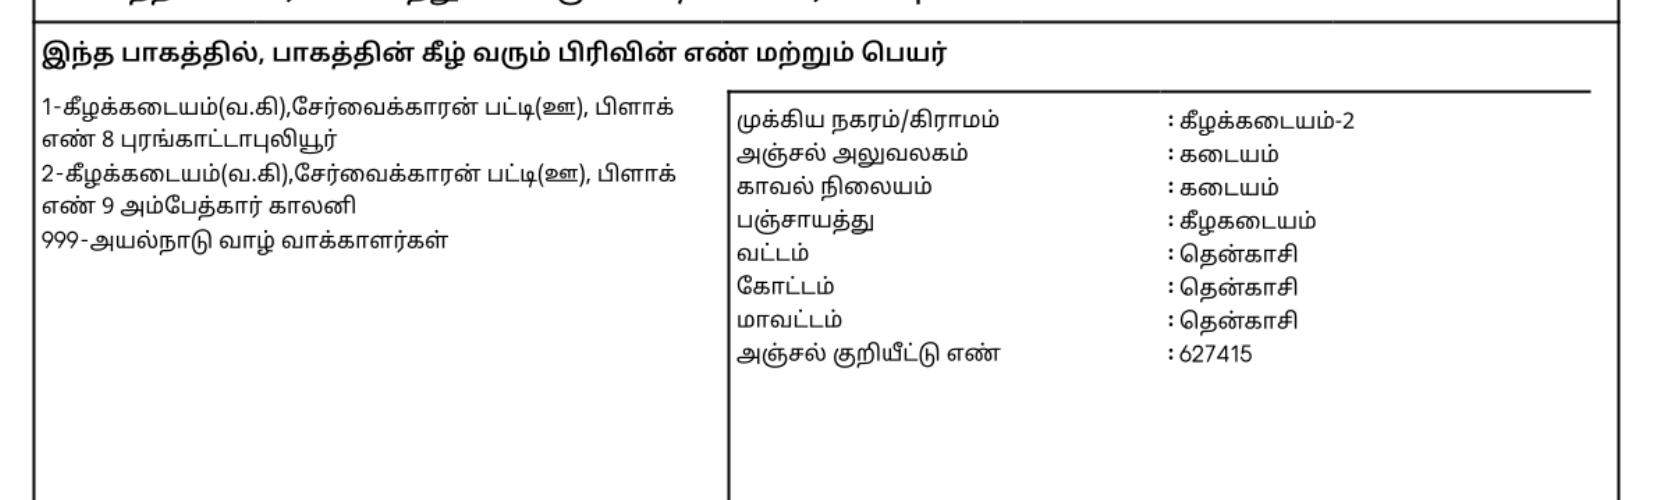 இந்த பாகத்தில், பாகத்தின் கீழ் வரும் பிரிவின் எண் மற்றும் பெயர்
1-கீழக்கடையம்(வ.கி),சேர்வைக்காரன் பட்டி(ஊ), பிளாக்
எண் 8 புரங்காட்டாபுலியூர்
2-கீழக்கடையம்(வ.கி),சேர்வைக்காரன் பட்டி(ஊ), பிளாக்
எண் 9 அம்பேத்கார் காலனி
999-அயல்நாடு வாழ் வாக்காளர்கள்
முக்கிய நகரம்/கிராமம் : கீழக்கடையம்-2
அஞ்சல் அலுவலகம் : கடையம்
காவல் நிலையம் : கடையம்
பஞ்சாயத்து : கீழகடையம்
வட்டம் : தென்காசி
கோட்டம் : தென்காசி
மாவட்டம் : தென்காசி
அஞ்சல் குறியீட்டு எண் : 627415